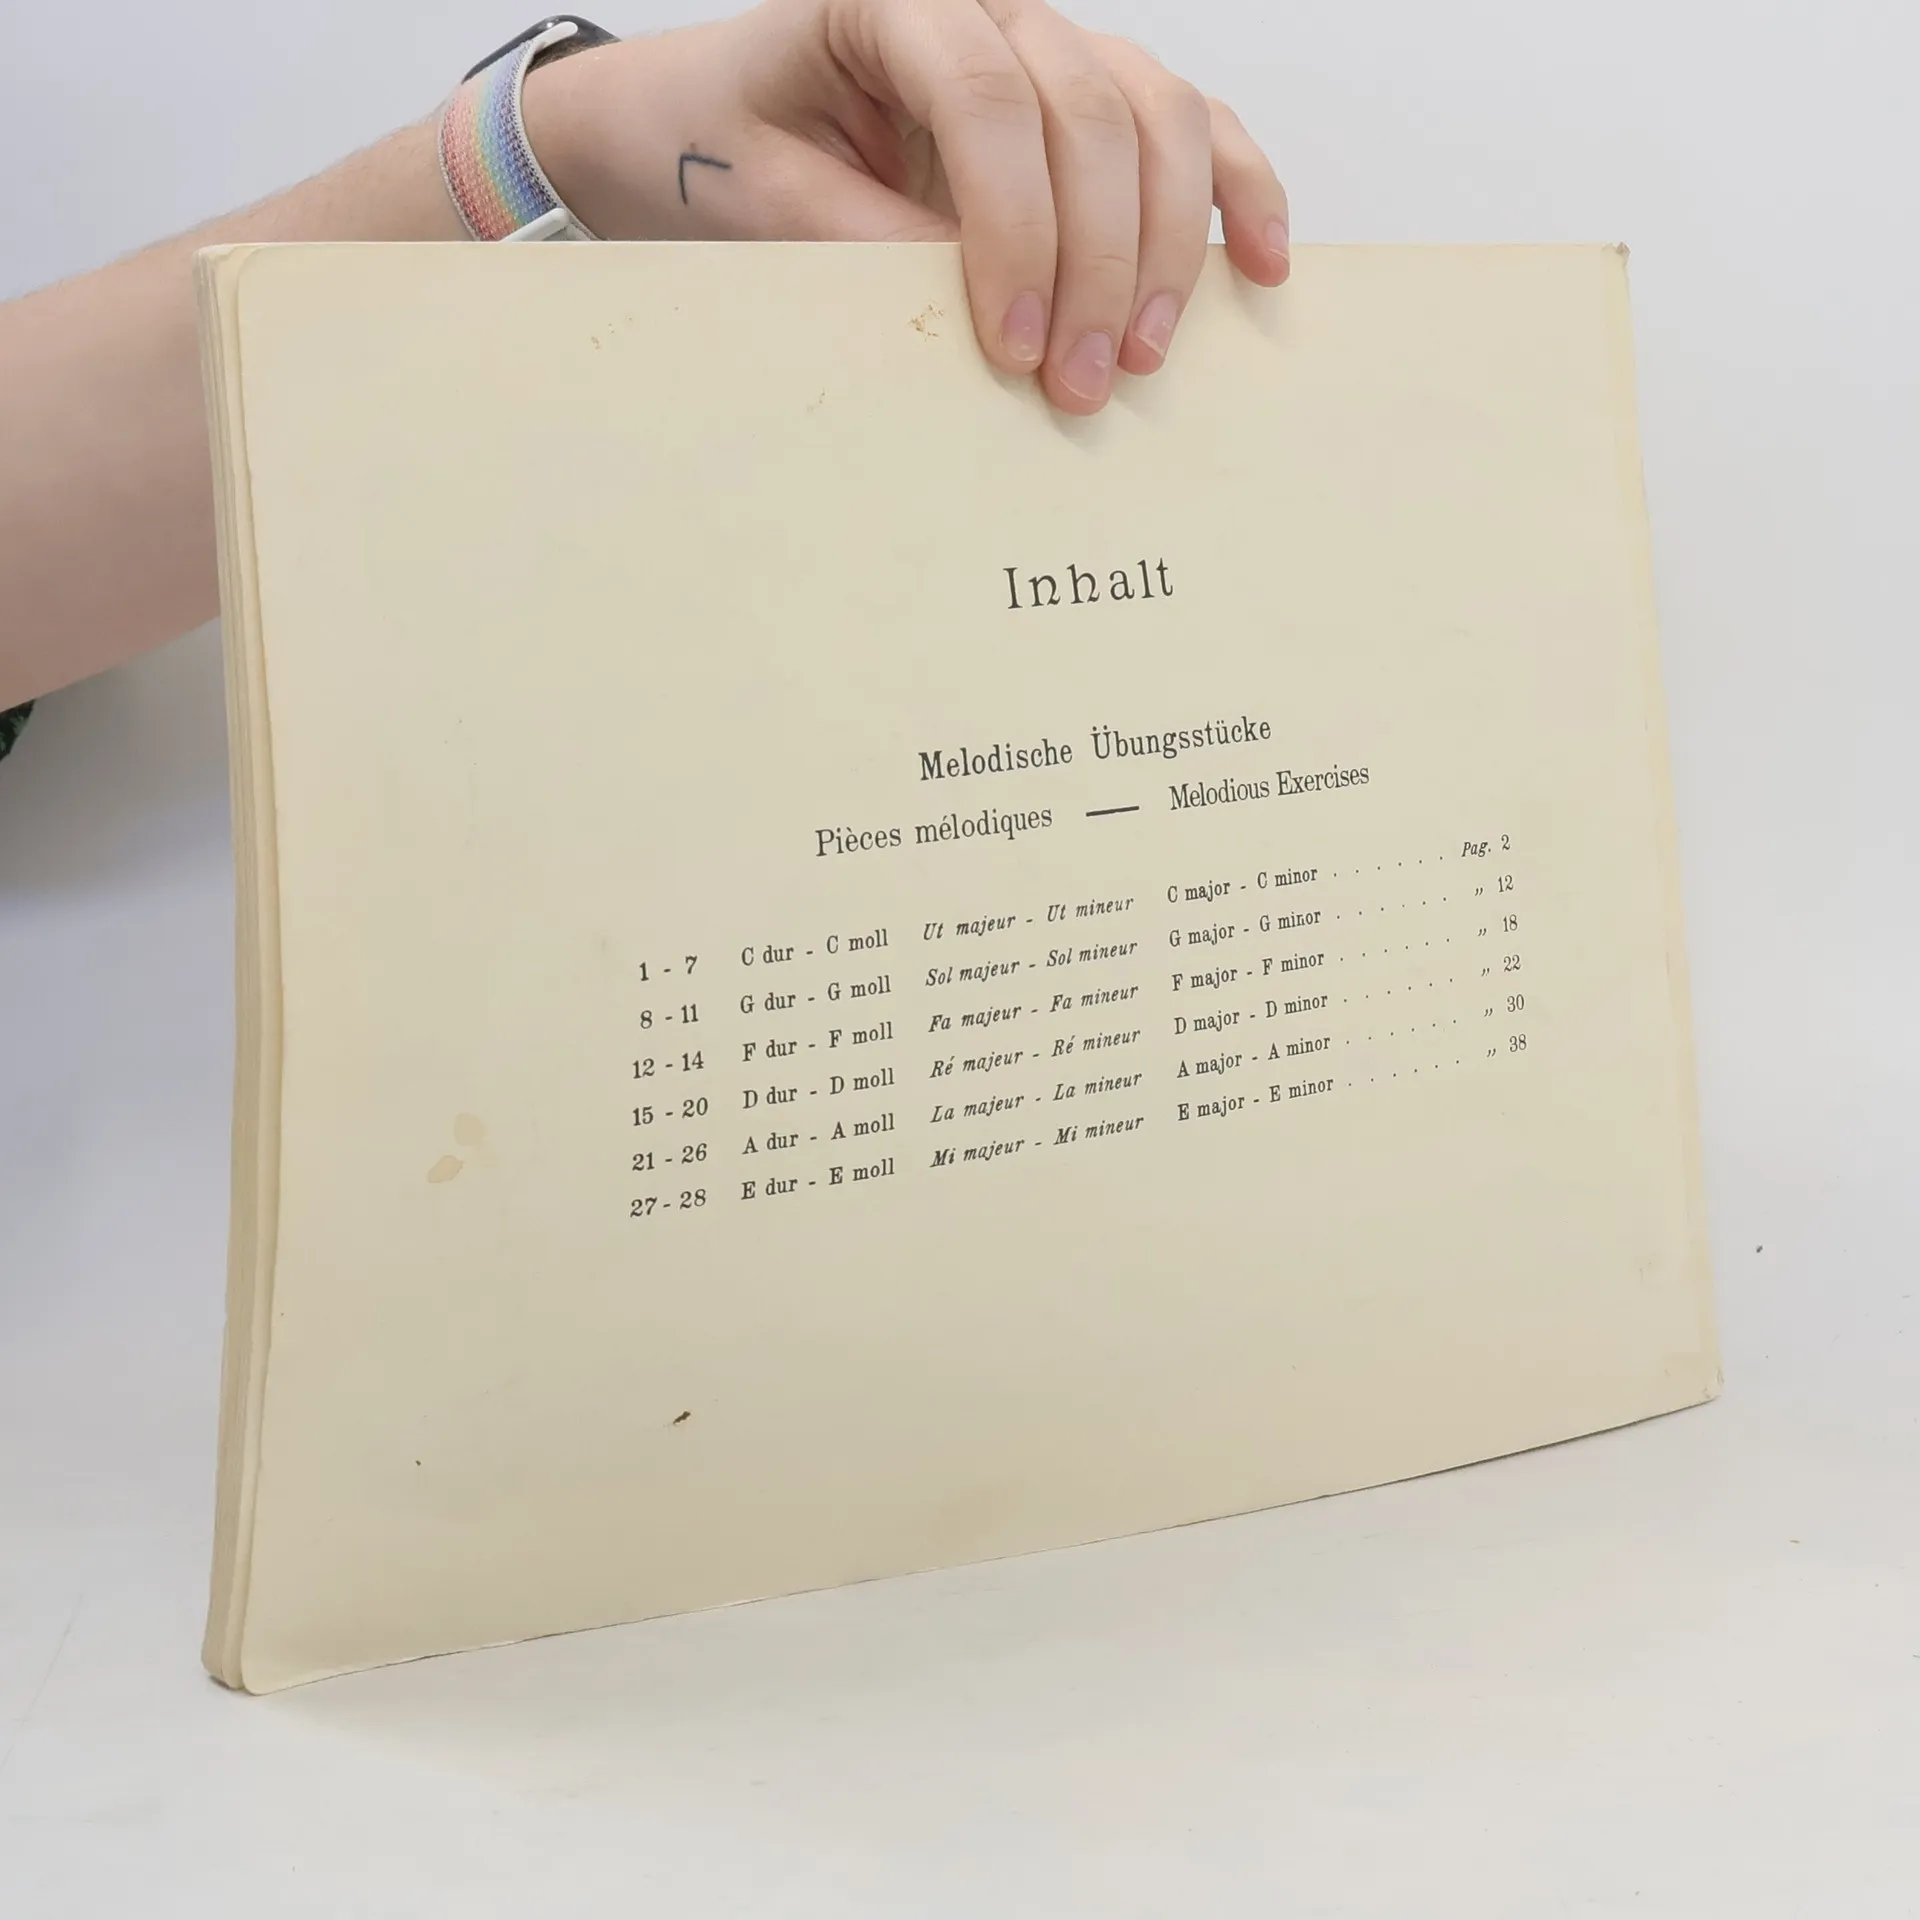 Inhalt
Melodische Übungsstücke
Pièces mélodiques — Melodious Exercises
1 - 7 C dur - C moll Ut majeur - Ut mineur C major - C minor . . . . . . Pag. 2
8 - 11 G dur - G moll Sol majeur - Sol mineur G major - G minor . . . . . . „ 12
12 - 14 F dur - F moll Fa majeur - Fa mineur F major - F minor . . . . . . „ 18
15 - 20 D dur - D moll Ré majeur - Ré mineur D major - D minor . . . . . . „ 22
21 - 26 A dur - A moll La majeur - La mineur A major - A minor . . . . . . „ 30
27 - 28 E dur - E moll Mi majeur - Mi mineur E major - E minor . . . . . . „ 38